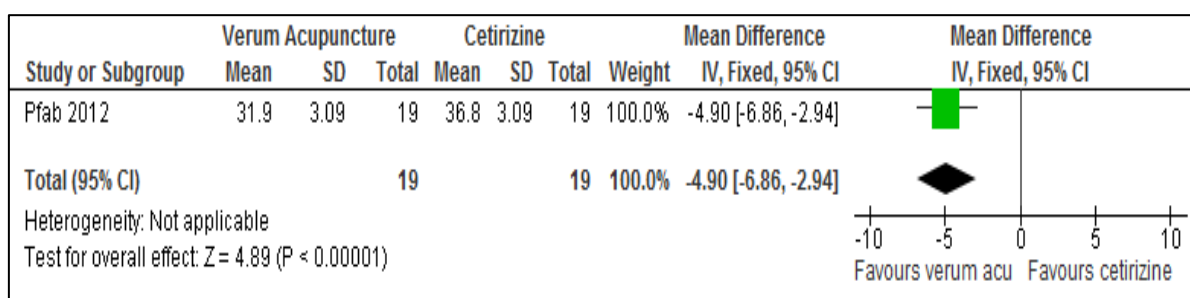 Verum Acupuncture Cetirizine Mean Difference Mean Difference
Study or Subgroup Mean SD Total Mean SD Total Weight IV, Fixed, 95% CI IV, Fixed, 95% CI
Pfab 2012 31.9 3.09 19 36.8 3.09 19 100.0% -4.90 [-6.86, -2.94]
Total (95% CI) 19 19 100.0% -4.90 [-6.86, -2.94]
Heterogeneity: Not applicable
Test for overall effect: Z = 4.89 (P < 0.00001)
-10 -5 0 5 10
Favours verum acu Favours cetirizine